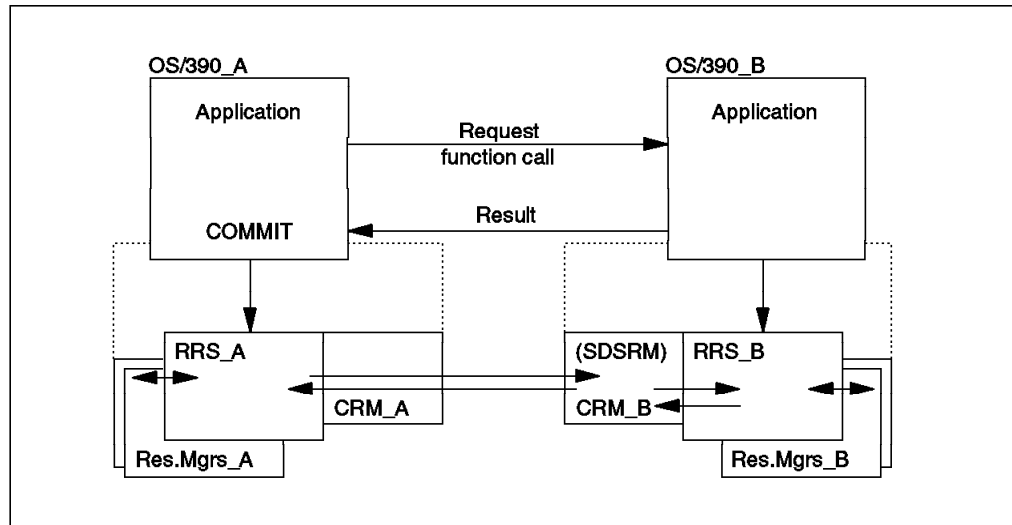 OS/390_A
OS/390_B
Application
Application
Request
function call
Result
COMMIT
RRS_A
(SDSRM)
RRS_B
CRM_A
CRM_B
Res.Mgrs_A
Res.Mgrs_B